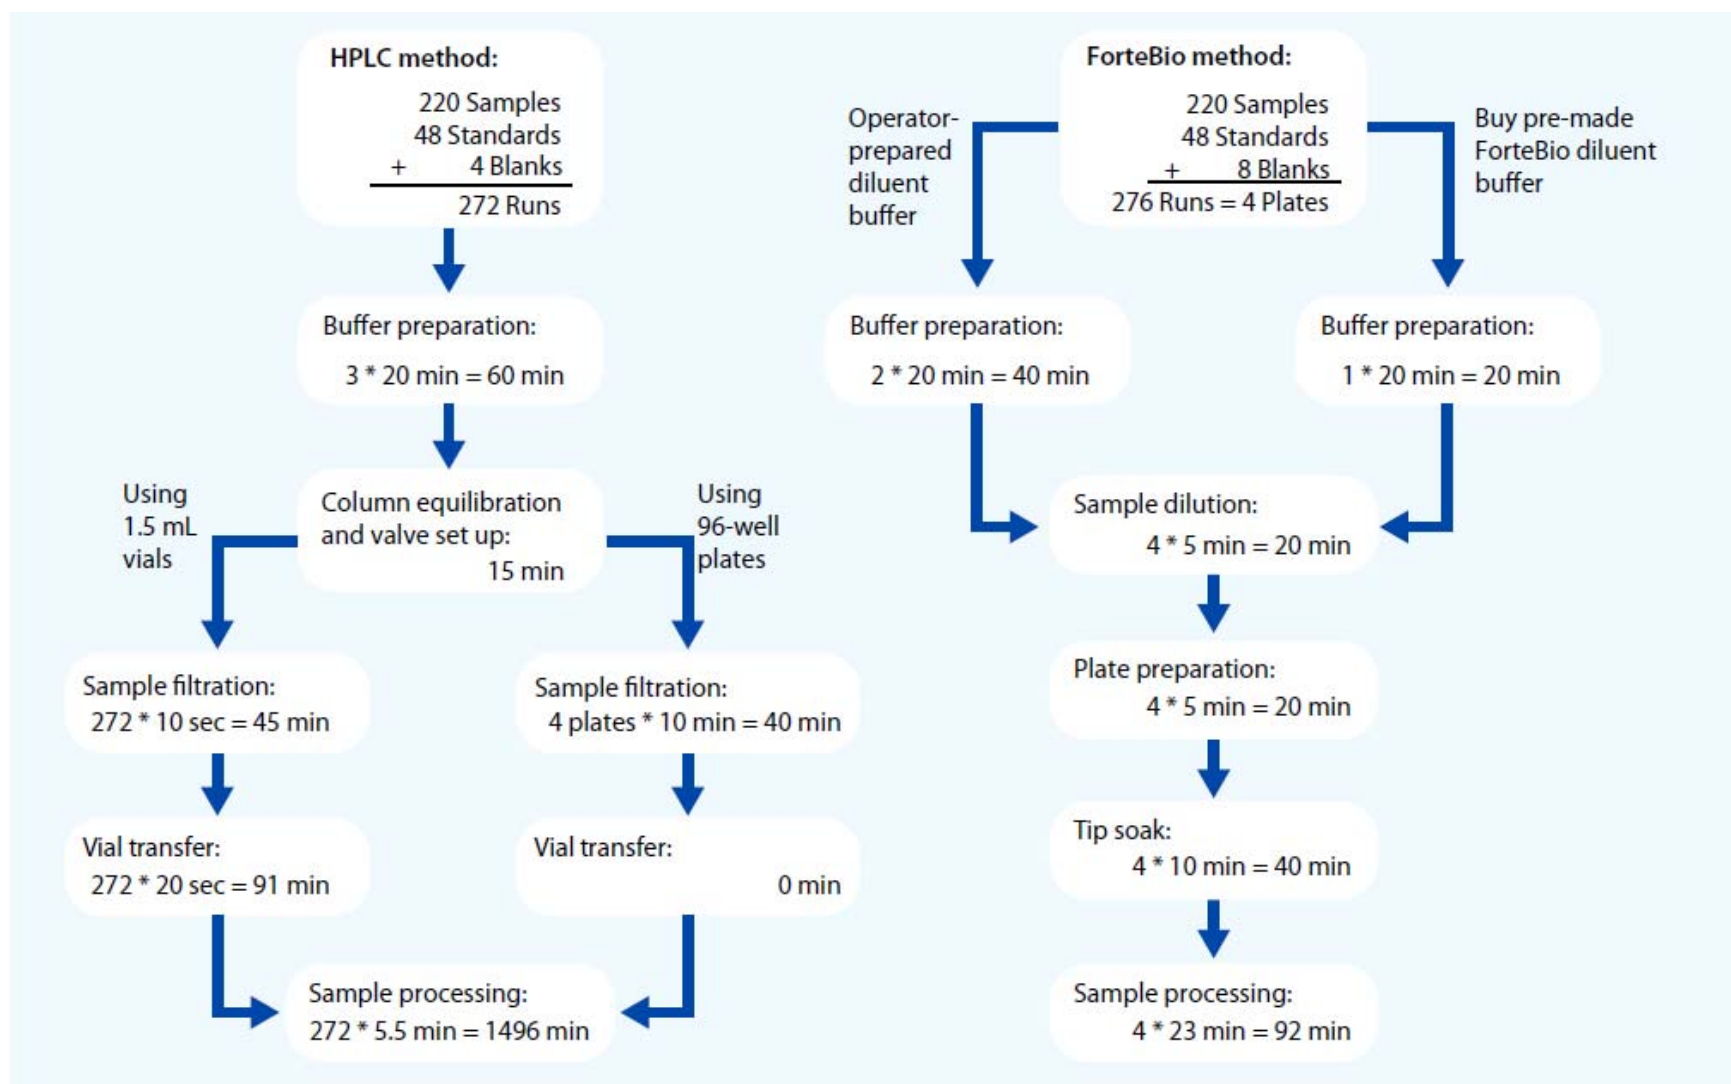 HPLC method:
220 Samples
48 Standards
+ 4 Blanks
272 Runs
Buffer preparation:
3 * 20 min = 60 min
Using
1.5 mL
vials
Column equilibration
and valve set up:
15 min
Using
96-well
plates
Sample filtration:
272 * 10 sec = 45 min
Sample filtration:
4 plates * 10 min = 40 min
Vial transfer:
272 * 20 sec = 91 min
Vial transfer:
0 min
Sample processing:
272 * 5.5 min = 1496 min
ForteBio method:
220 Samples
48 Standards
+ 8 Blanks
276 Runs = 4 Plates
Operator-
prepared
diluent
buffer
Buy pre-made
ForteBio diluent
buffer
Buffer preparation:
2 * 20 min = 40 min
Buffer preparation:
1 * 20 min = 20 min
Sample dilution:
4 * 5 min = 20 min
Plate preparation:
4 * 5 min = 20 min
Tip soak:
4 * 10 min = 40 min
Sample processing:
4 * 23 min = 92 min